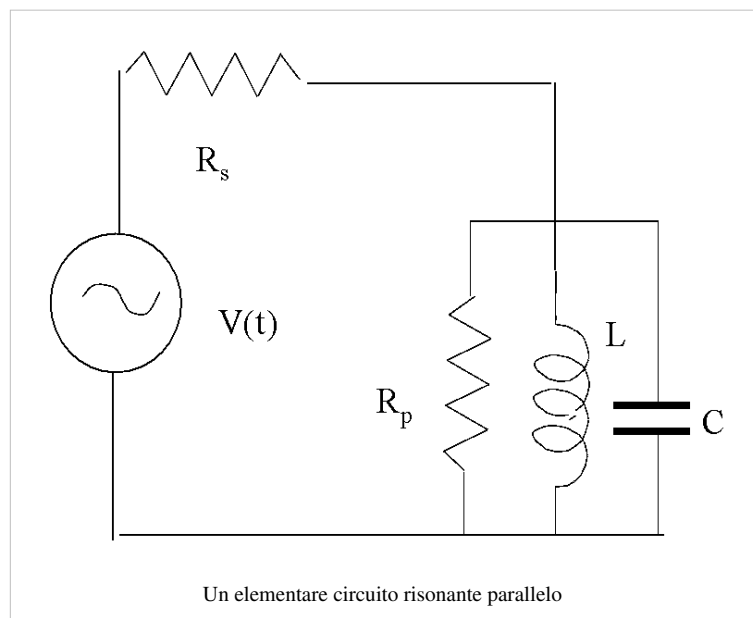 R_s
V(t)
L
R_p
C
Un elementare circuito risonante parallelo